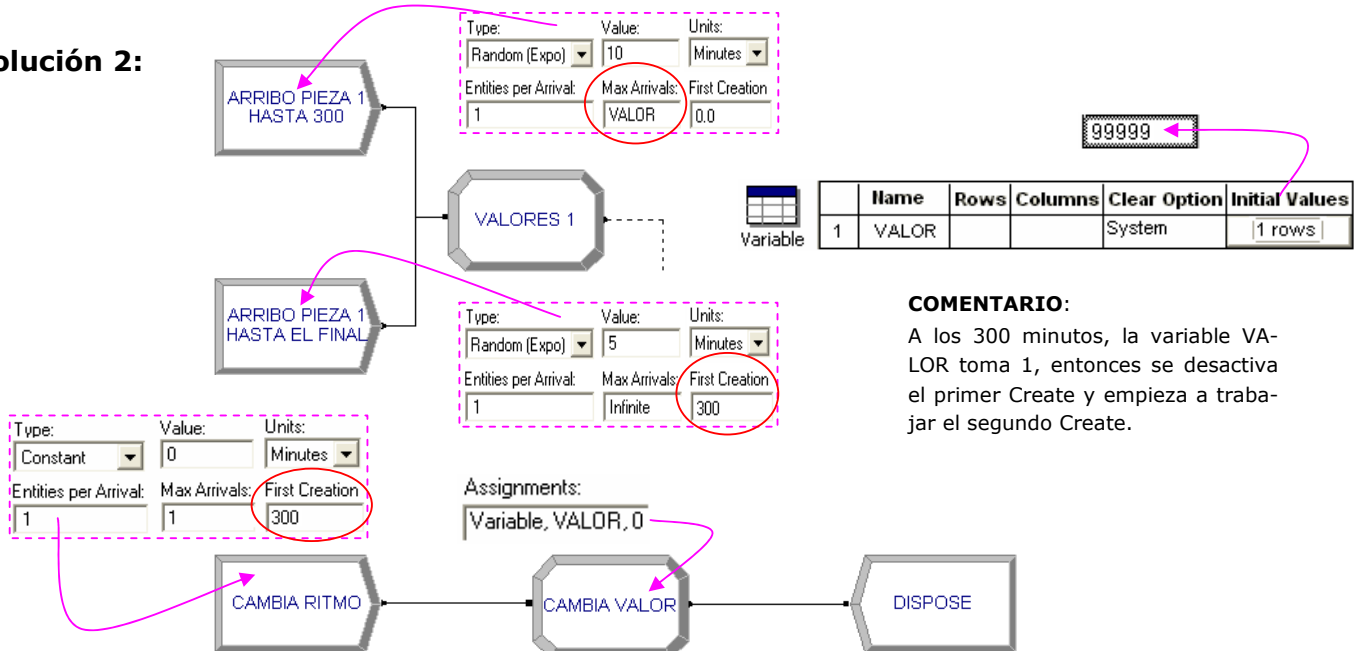 olución 2:
Type: Value: Units:
Random (Expo) 10 Minutes
Entities per Arrival: Max Arrivals: First Creation
1 VALOR 0.0
ARRIBO PIEZA 1
HASTA 300
99999
VALORES 1
Variable
Name Rows Columns Clear Option Initial Values
1 VALOR System 1 rows
ARRIBO PIEZA 1
HASTA EL FINAL
Type: Value: Units:
Random (Expo) 5 Minutes
Entities per Arrival: Max Arrivals: First Creation
1 Infinite 300
COMENTARIO:
A los 300 minutos, la variable VA-
LOR toma 1, entonces se desactiva
el primer Create y empieza a traba-
jar el segundo Create.
Type: Value: Units:
Constant 0 Minutes
Entities per Arrival: Max Arrivals: First Creation
1 1 300
Assignments:
Variable, VALOR, 0
CAMBIA RITMO
CAMBIA VALOR
DISPOSE